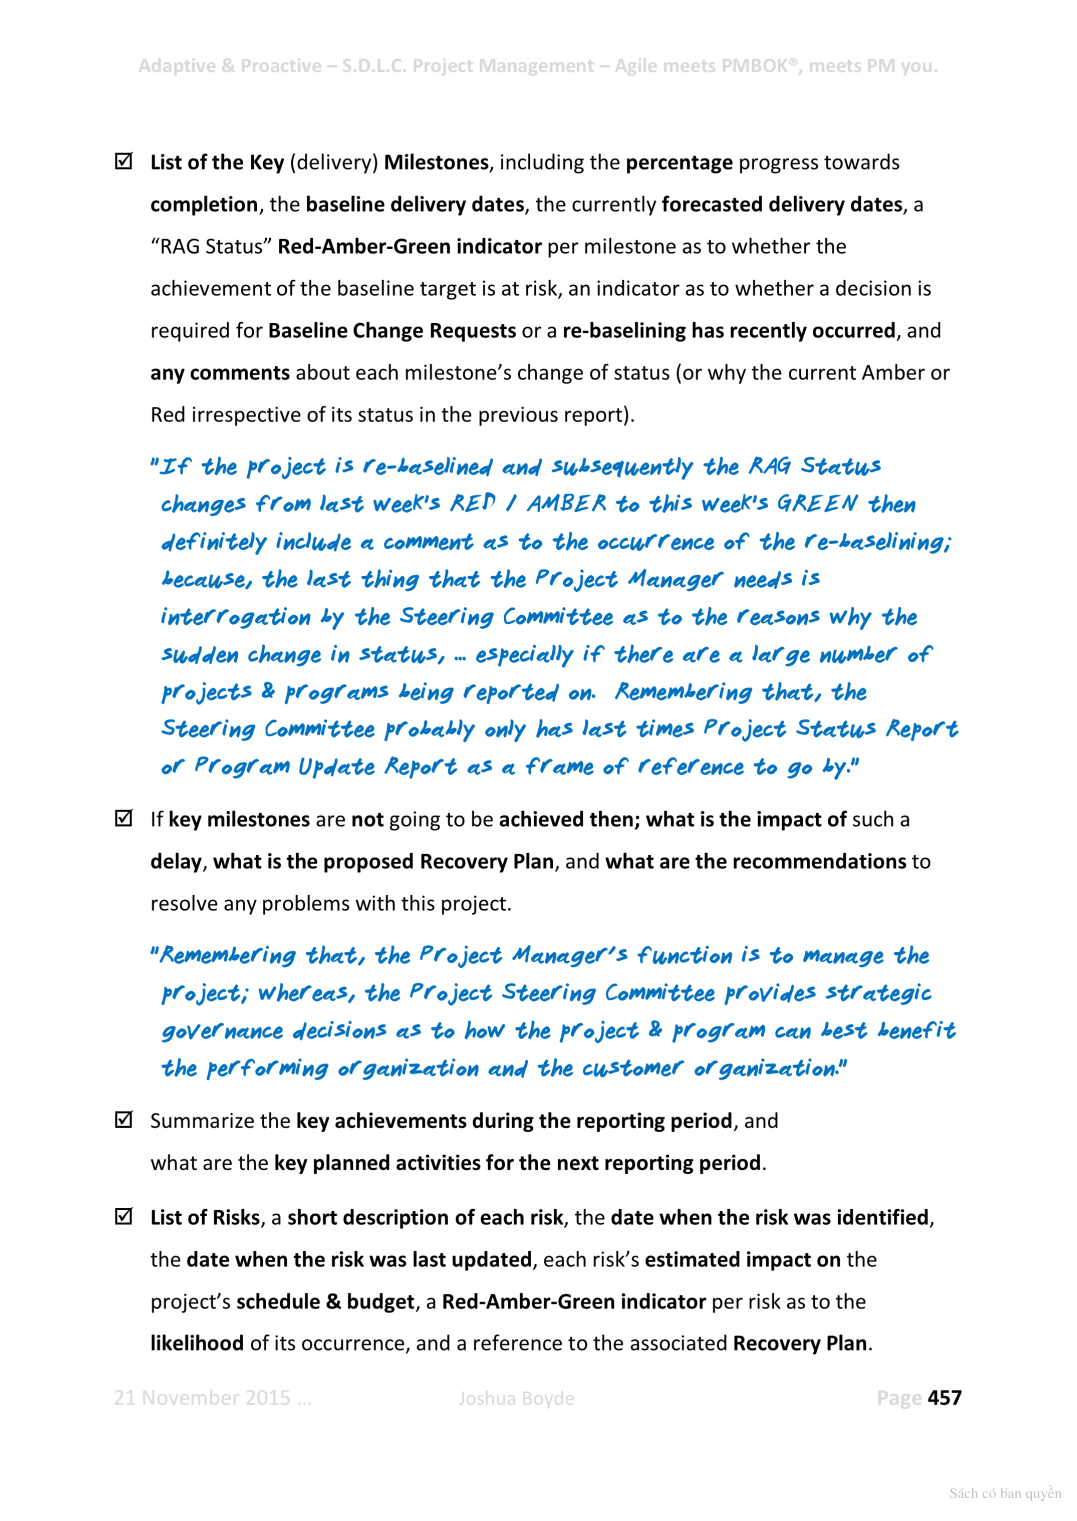 Adaptive & Proactive – S.D.L.C. Project Management – Agile meets PMBOK®, meets PM you.
☑ List of the Key (delivery) Milestones, including the percentage progress towards
completion, the baseline delivery dates, the currently forecasted delivery dates, a
“RAG Status” Red-Amber-Green indicator per milestone as to whether the
achievement of the baseline target is at risk, an indicator as to whether a decision is
required for Baseline Change Requests or a re-baselining has recently occurred, and
any comments about each milestone’s change of status (or why the current Amber or
Red irrespective of its status in the previous report).
"If the project is re-baselined and subsequently the RAG Status
changes from last week's RED / AMBER to this week's GREEN then
definitely include a comment as to the occurrence of the re-baselining;
because, the last thing that the Project Manager needs is
interrogation by the Steering Committee as to the reasons why the
sudden change in status, … especially if there are a large number of
projects & programs being reported on. Remembering that, the
Steering Committee probably only has last times Project Status Report
or Program Update Report as a frame of reference to go by."
☑ If key milestones are not going to be achieved then; what is the impact of such a
delay, what is the proposed Recovery Plan, and what are the recommendations to
resolve any problems with this project.
"Remembering that, the Project Manager’s function is to manage the
project; whereas, the Project Steering Committee provides strategic
governance decisions as to how the project & program can best benefit
the performing organization and the customer organization."
☑ Summarize the key achievements during the reporting period, and
what are the key planned activities for the next reporting period.
☑ List of Risks, a short description of each risk, the date when the risk was identified,
the date when the risk was last updated, each risk’s estimated impact on the
project’s schedule & budget, a Red-Amber-Green indicator per risk as to the
likelihood of its occurrence, and a reference to the associated Recovery Plan.
21 November 2015 … Joshua Boyde Page 457
Sách có bản quyền